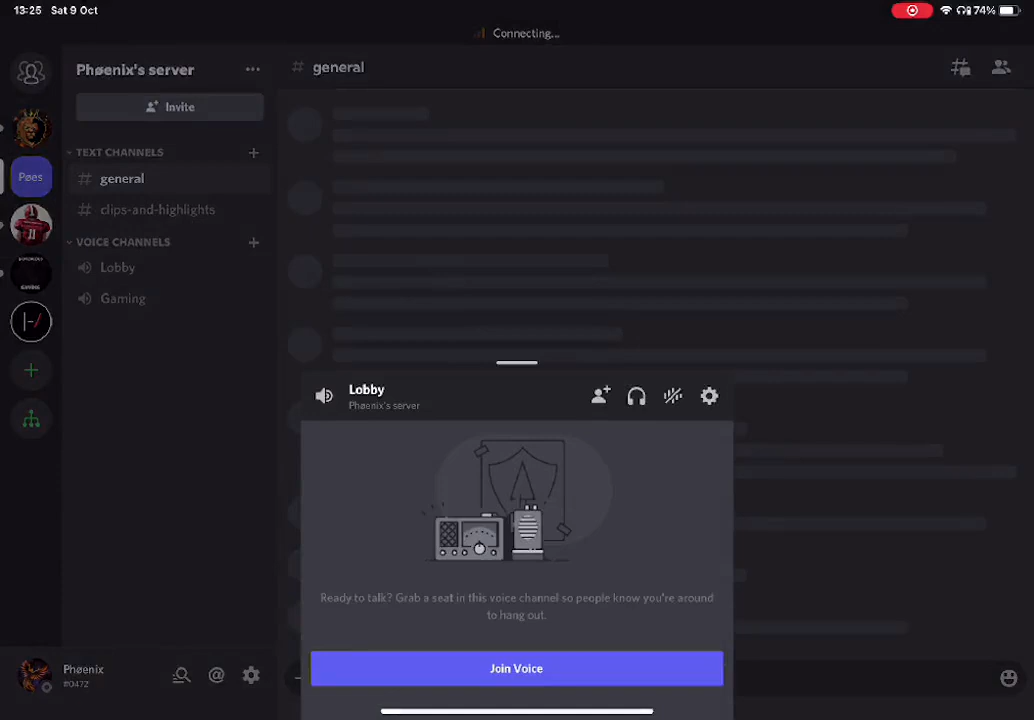 13:25 Sat 9 Oct
74%
Connecting...
Phøenix's server
Invite
TEXT CHANNELS
general
clips-and-highlights
VOICE CHANNELS
Lobby
Gaming
Pøes
11
|-/
general
Lobby
Phøenix's server
Ready to talk? Grab a seat in this voice channel so people know you're around
to hang out.
Join Voice
Phøenix
#0472